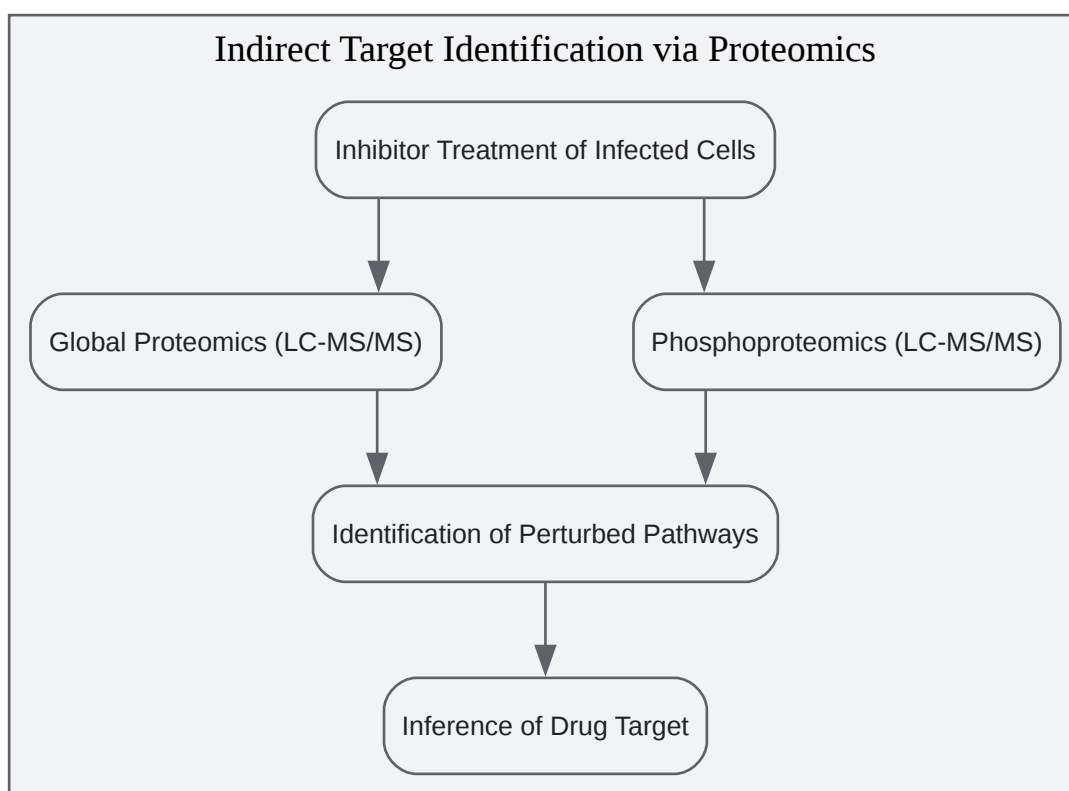 Indirect Target Identification via Proteomics
Inhibitor Treatment of Infected Cells
Global Proteomics (LC-MS/MS)
Phosphoproteomics (LC-MS/MS)
Identification of Perturbed Pathways
Inference of Drug Target